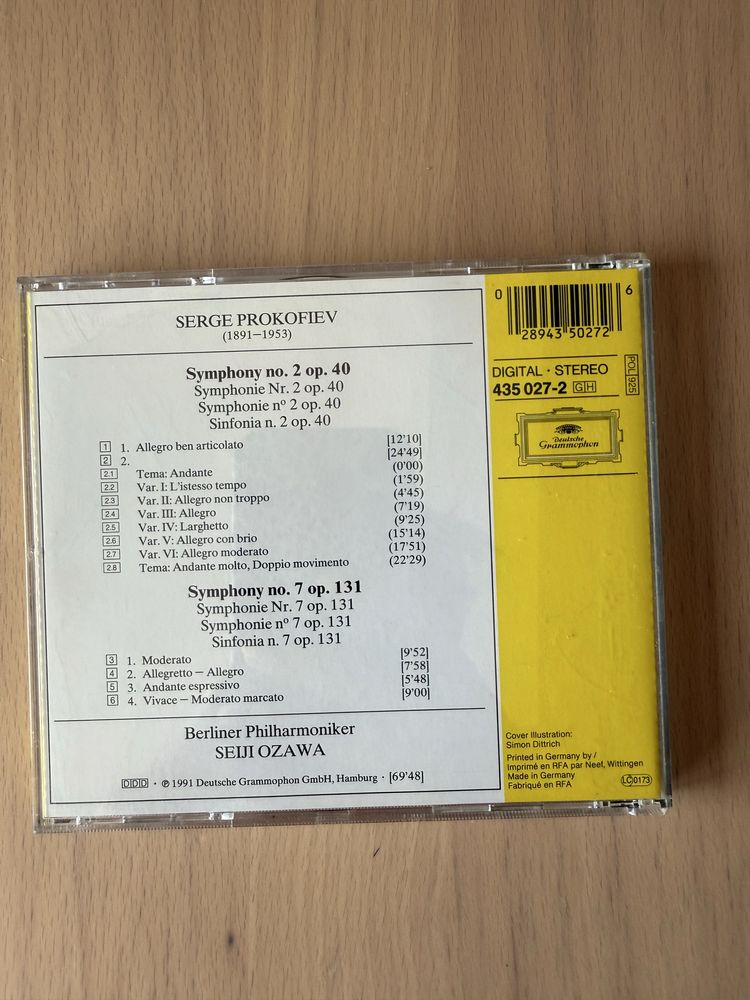 SERGE PROKOFIEV
(1891–1953)
Symphony no. 2 op. 40
Symphonie Nr. 2 op. 40
Symphonie nº 2 op. 40
Sinfonia n. 2 op. 40
1 1. Allegro ben articolato [12'10]
2 2. [24'49]
2.1 Tema: Andante (0'00)
2.2 Var. I: L'istesso tempo (1'59)
2.3 Var. II: Allegro non troppo (4'45)
2.4 Var. III: Allegro (7'19)
2.5 Var. IV: Larghetto (9'25)
2.6 Var. V: Allegro con brio (15'14)
2.7 Var. VI: Allegro moderato (17'51)
2.8 Tema: Andante molto, Doppio movimento (22'29)
Symphony no. 7 op. 131
Symphonie Nr. 7 op. 131
Symphonie nº 7 op. 131
Sinfonia n. 7 op. 131
3 1. Moderato [9'52]
4 2. Allegretto – Allegro [7'58]
5 3. Andante espressivo [5'48]
6 4. Vivace – Moderato marcato [9'00]
Berliner Philharmoniker
SEIJI OZAWA
DDD · ℗ 1991 Deutsche Grammophon GmbH, Hamburg · [69'48]
0 28943 50272 6
DIGITAL · STEREO
435 027-2 GH
POL 925
Deutsche
Grammophon
Cover Illustration:
Simon Dittrich
Printed in Germany by /
Imprimé en RFA par Neef, Wittingen
Made in Germany
Fabriqué en RFA
LC 0173